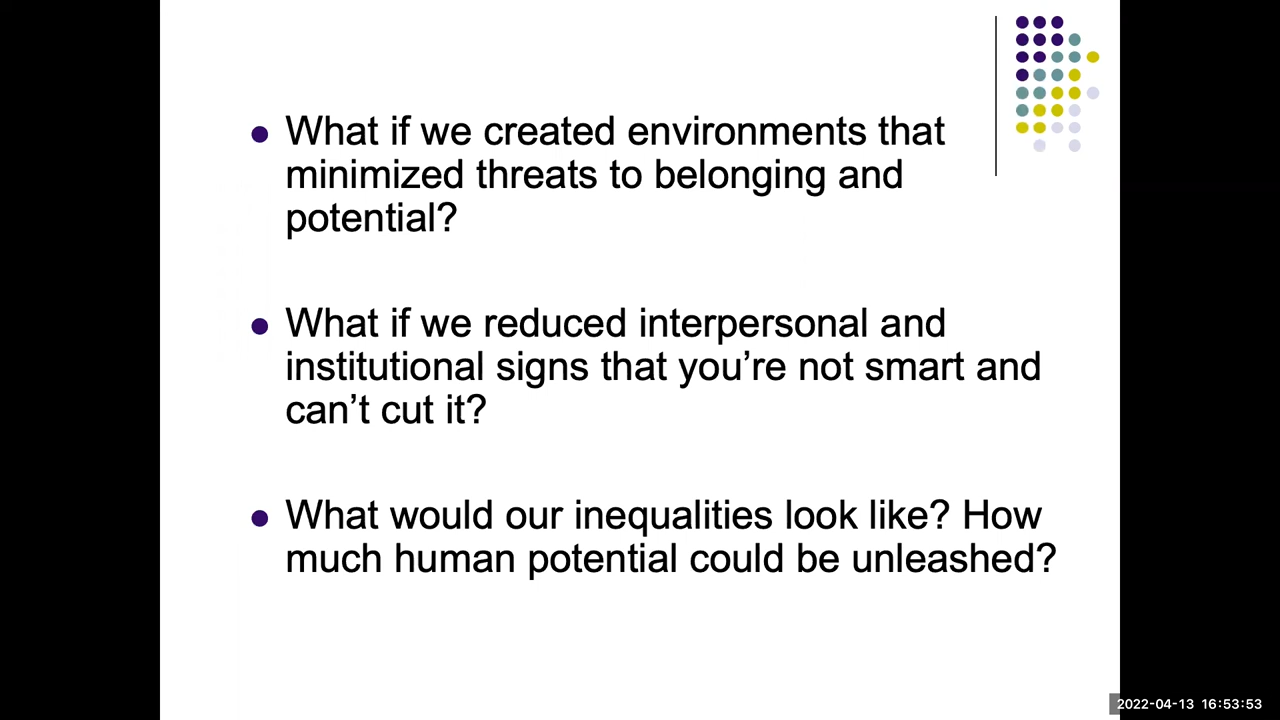 ● What if we created environments that
minimized threats to belonging and
potential?
● What if we reduced interpersonal and
institutional signs that you’re not smart and
can’t cut it?
● What would our inequalities look like? How
much human potential could be unleashed?
2022-04-13 16:53:53